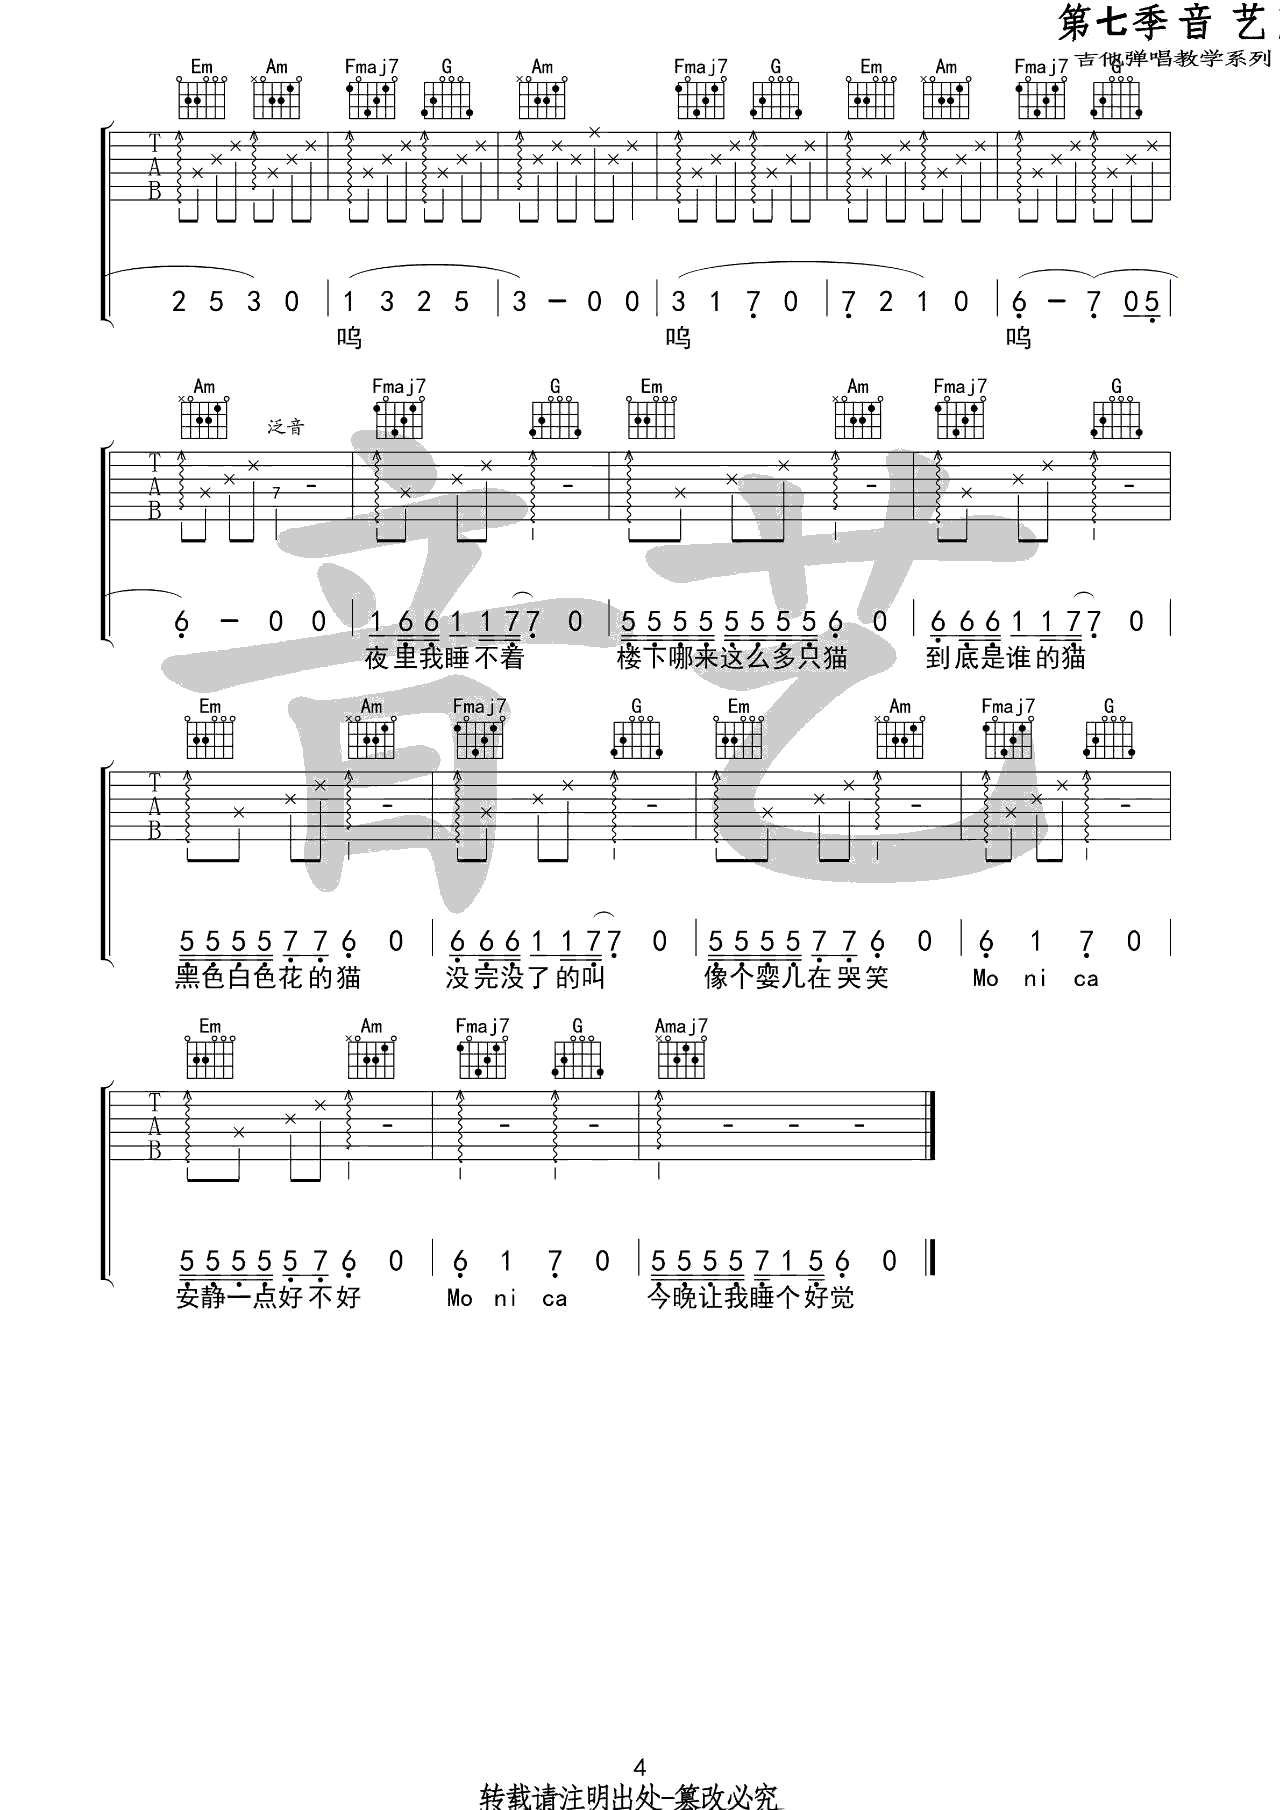 第七季音 艺
吉他弹唱教学系列
Em Am Fmaj7 G Am Fmaj7 G Em Am Fmaj7 G
T
A
B
2 5 3 0 1 3 2 5 3 - 0 0 3 1 7 0 7 2 1 0 6 - 7 05
呜 呜 呜
Am Fmaj7 G Em Am Fmaj7 G
泛音
T
A 7 - - - -
B
6 - 0 0 1 6 6 1 1 7 7 0 5 5 5 5 5 5 5 5 6 0 6 6 6 1 1 7 7 0
夜里我睡不着 楼下哪来这么多只猫 到底是谁的猫
音艺
Em Am Fmaj7 G Em Am Fmaj7 G
T
A - - - -
B
5 5 5 5 7 7 6 0 6 6 6 1 1 7 7 0 5 5 5 5 7 7 6 0 6 1 7 0
黑色白色花的猫 没完没了的叫 像个婴儿在哭笑 Mo ni ca
Em Am Fmaj7 G Amaj7
T
A - - - - - -
B
5 5 5 5 5 7 6 0 6 1 7 0 5 5 5 5 7 1 5 6 0
安静一点好不好 Mo ni ca 今晚让我睡个好觉
4
转载请注明出处-篡改必究